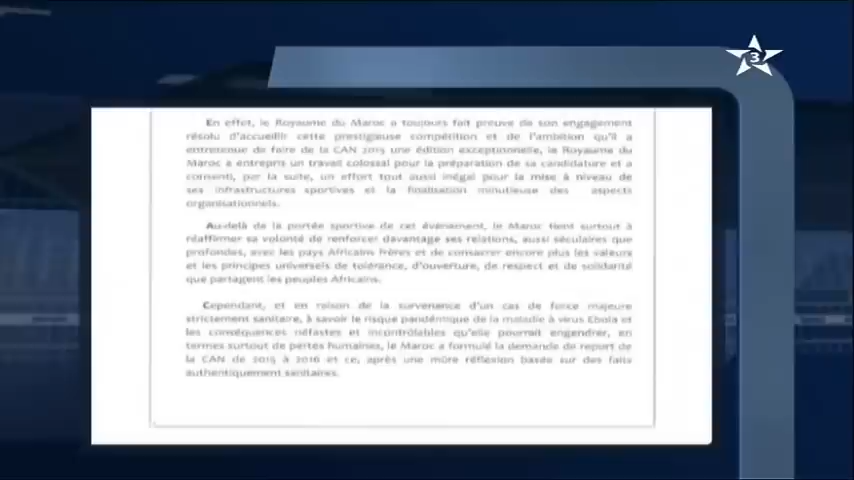 3
En effet, le Royaume du Maroc a toujours fait preuve de son engagement
résolu d'accueillir cette prestigieuse compétition et de l'ambition qu'il a
entretenue de faire de la CAN 2015 une édition exceptionnelle, le Royaume du
Maroc a entrepris un travail colossal pour la préparation de sa candidature et a
consenti, par la suite, un effort tout aussi inégal pour la mise à niveau de
ses infrastructures sportives et la finalisation minutieuse des aspects
organisationnels.
Au-delà de la portée sportive de cet événement, le Maroc tient surtout à
réaffirmer sa volonté de renforcer davantage ses relations, aussi séculaires que
profondes, avec les pays Africains frères et de consacrer encore plus les valeurs
et les principes universels de tolérance, d'ouverture, de respect et de solidarité
que partagent les peuples Africains.
Cependant, et en raison de la survenance d'un cas de force majeure
strictement sanitaire, à savoir le risque pandémique de la maladie à virus Ebola et
les conséquences néfastes et incontrôlables qu'elle pourrait engendrer, en
termes surtout de pertes humaines, le Maroc a formulé la demande de report de
la CAN de 2015 à 2016 et ce, après une mûre réflexion basée sur des faits
authentiquement sanitaires.